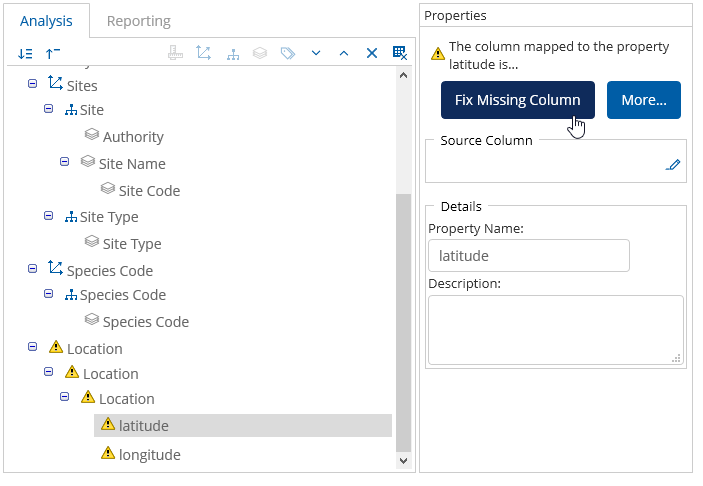 Analysis
Reporting
Sites
Site
Authority
Site Name
Site Code
Site Type
Site Type
Species Code
Species Code
Species Code
Location
Location
Location
latitude
longitude
Properties
The column mapped to the property
latitude is...
Fix Missing Column
More...
Source Column
Details
Property Name:
latitude
Description: